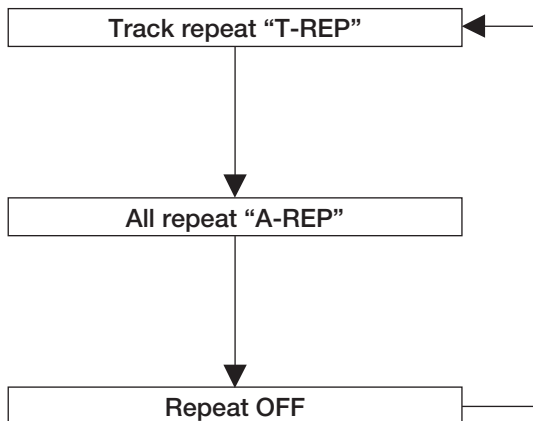 Track repeat “T-REP”
All repeat “A-REP”
Repeat OFF